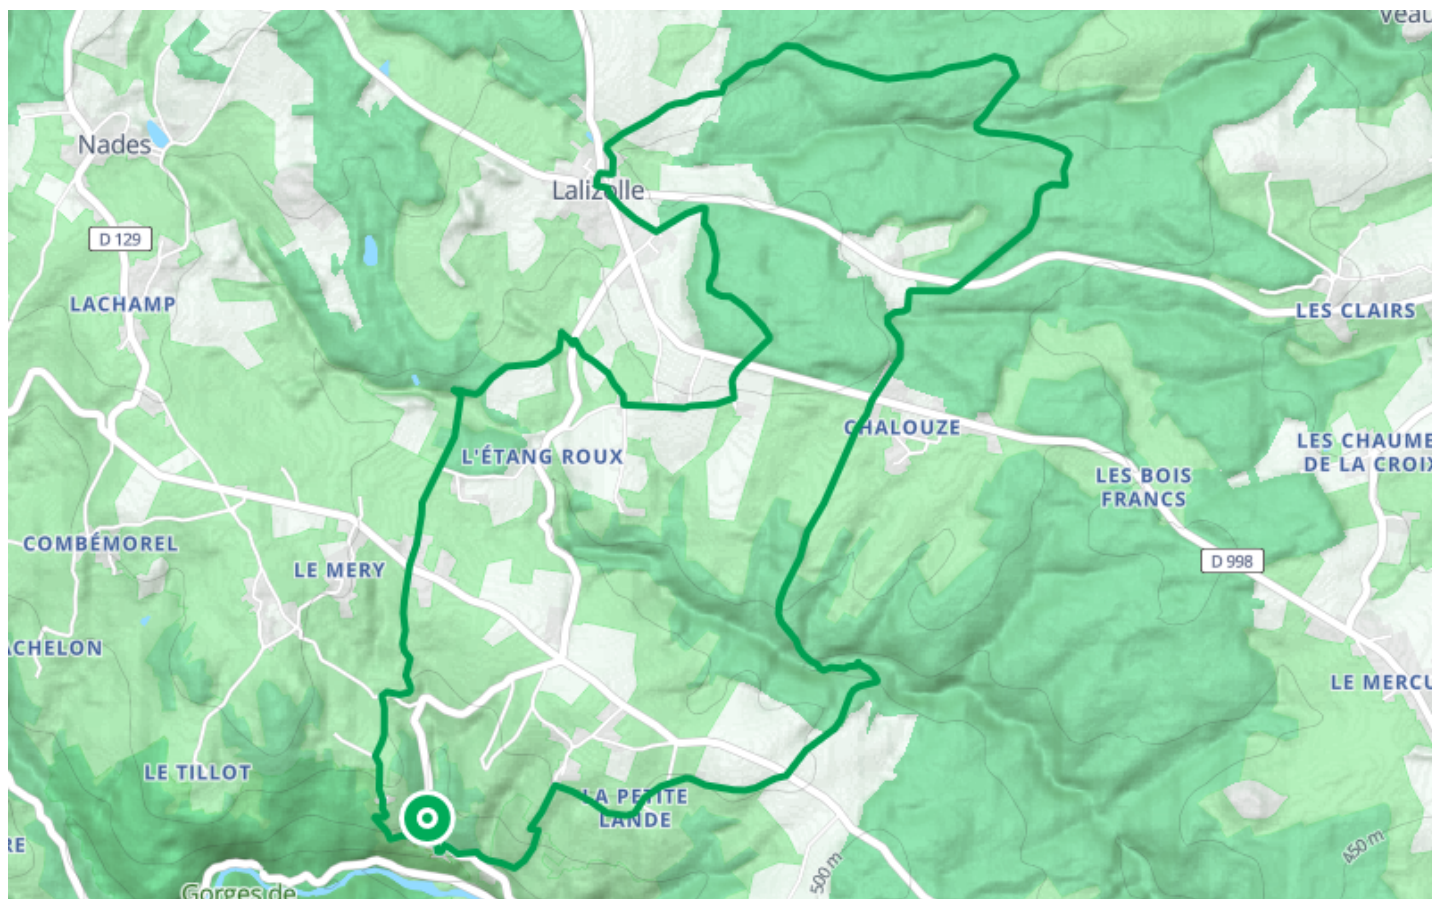 Veau
Nades
Lalizolle
D 129
LACHAMP
LES CLAIRS
CHALOUZE
L'ÉTANG ROUX
LES CHAUME
DE LA CROIX
LES BOIS
FRANCS
COMBÉMOREL
D 998
LE MERY
ACHELON
LE MERCU
LE TILLOT
LA PETITE
LANDE
RE
450 m
500 m
Gorges de